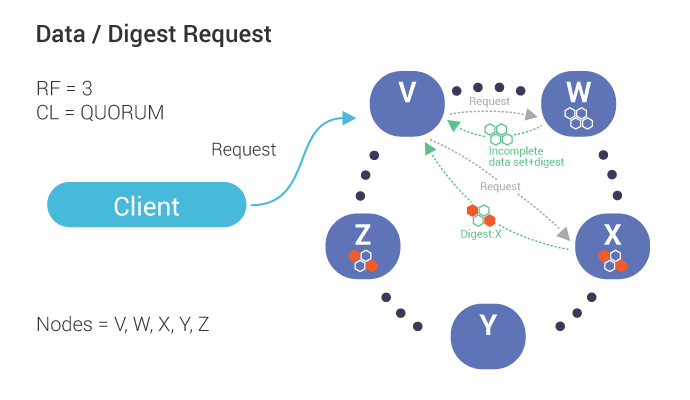 Data / Digest Request
RF = 3
CL = QUORUM
Request
Client
Nodes = V, W, X, Y, Z
V
W
Request
Incomplete
data set+digest
Request
Digest:X
Z
X
Y